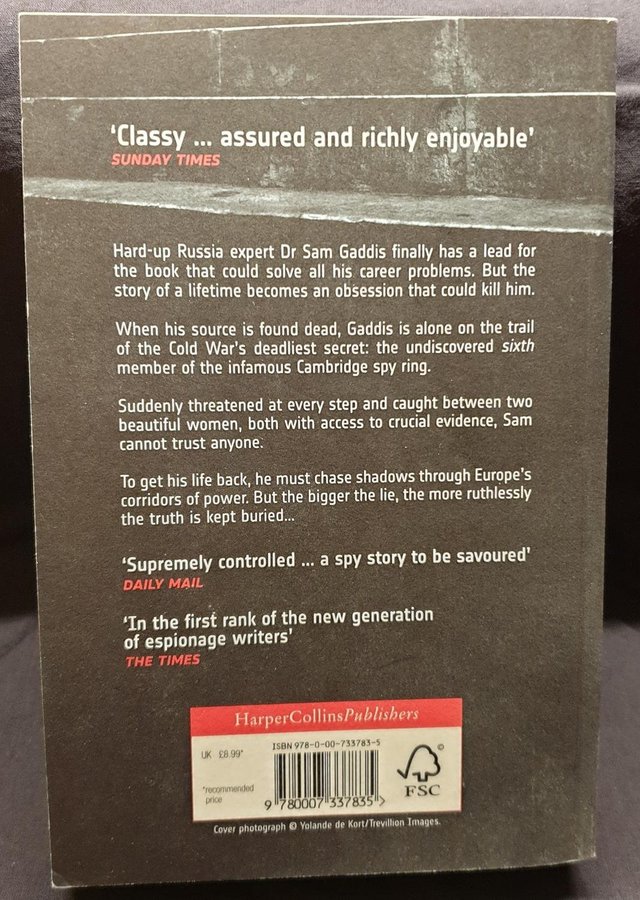 ‘Classy ... assured and richly enjoyable’
SUNDAY TIMES
Hard-up Russia expert Dr Sam Gaddis finally has a lead for
the book that could solve all his career problems. But the
story of a lifetime becomes an obsession that could kill him.
When his source is found dead, Gaddis is alone on the trail
of the Cold War's deadliest secret: the undiscovered sixth
member of the infamous Cambridge spy ring.
Suddenly threatened at every step and caught between two
beautiful women, both with access to crucial evidence, Sam
cannot trust anyone.
To get his life back, he must chase shadows through Europe's
corridors of power. But the bigger the lie, the more ruthlessly
the truth is kept buried...
‘Supremely controlled ... a spy story to be savoured’
DAILY MAIL
‘In the first rank of the new generation
of espionage writers’
THE TIMES
HarperCollinsPublishers
UK £8.99*
*recommended
price
ISBN 978-0-00-733783-5
9 780007 337835 >
©
FSC
Cover photograph © Yolande de Kort/Trevillion Images.